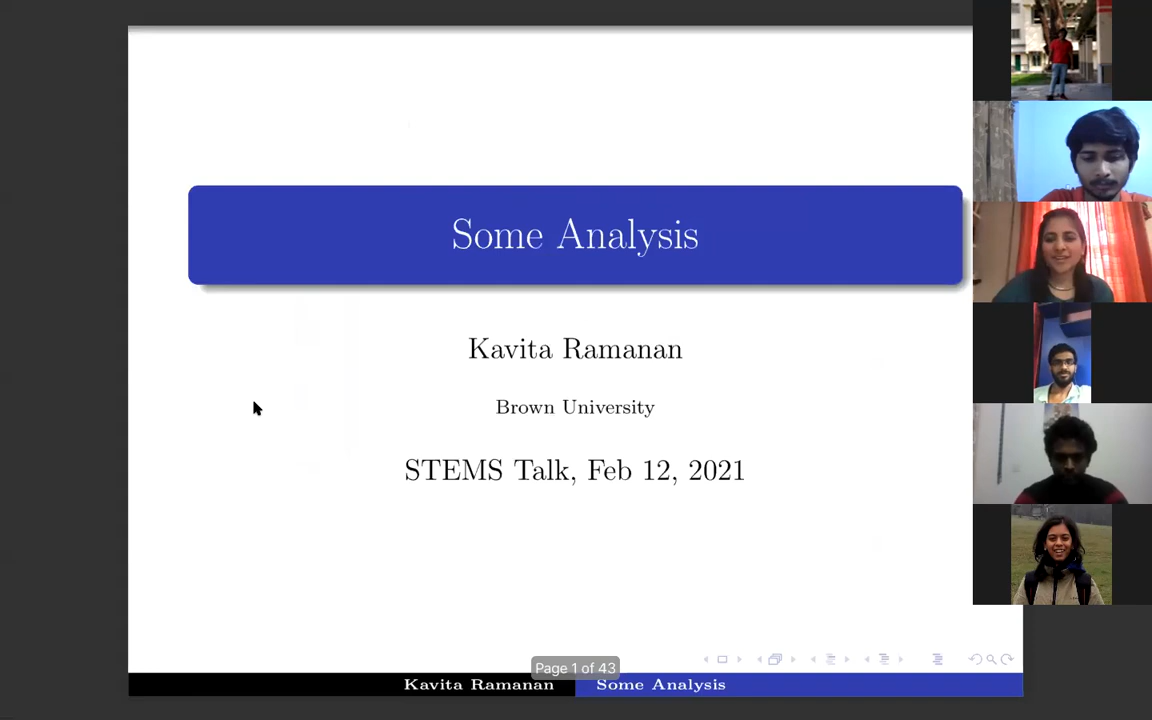 Some Analysis
Kavita Ramanan
Brown University
STEMS Talk, Feb 12, 2021
Page 1 of 43
Kavita Ramanan
Some Analysis